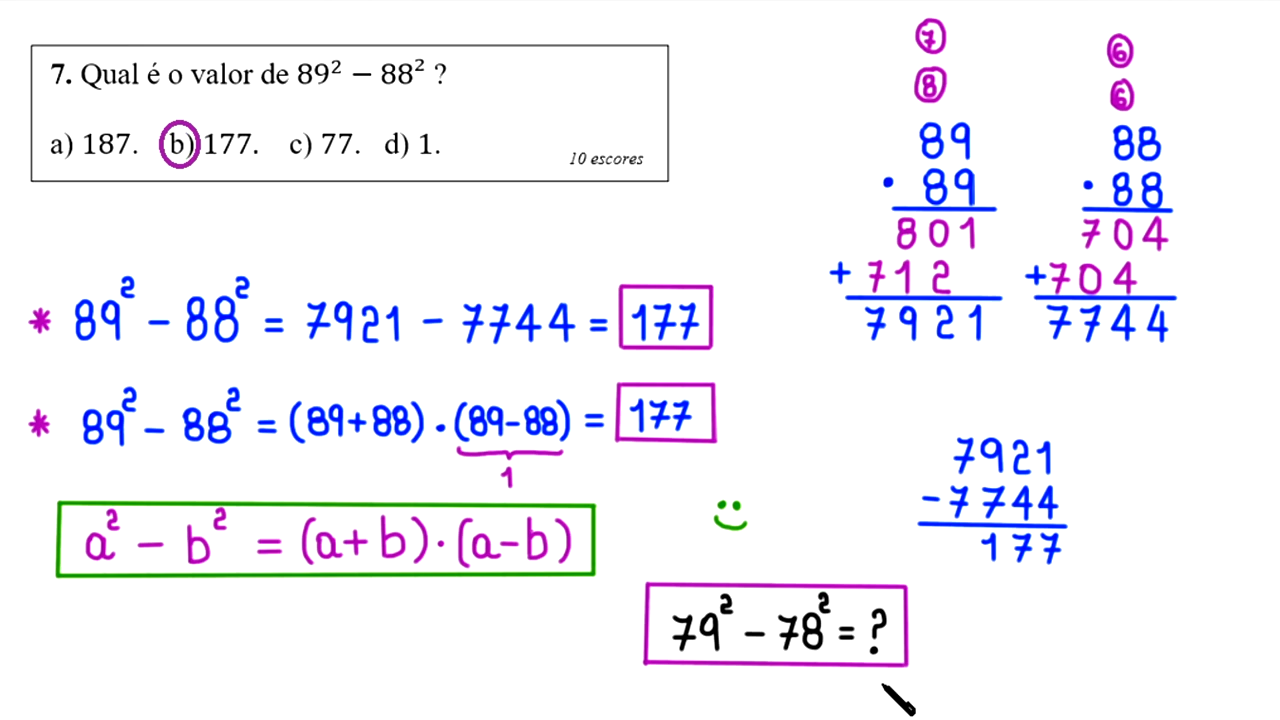 7. Qual é o valor de 89² − 88² ?
a) 187. b) 177. c) 77. d) 1.
10 escores
* 89² - 88² = 7921 - 7744 = 177
* 89² - 88² = (89+88) · (89-88) = 177
1
a² - b² = (a+b) · (a-b)
79² - 78² = ?
7
8
89
· 89
801
+ 712
7921
6
6
88
· 88
704
+704
7744
7921
-7744
177